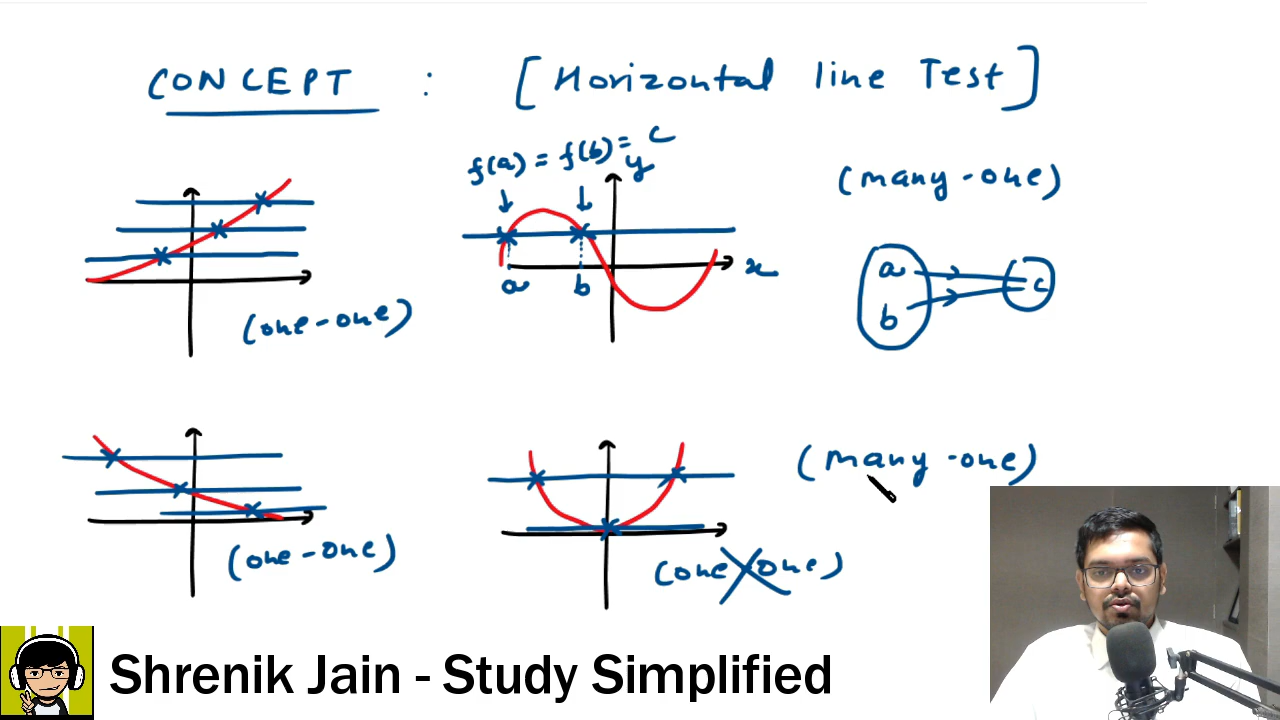 CONCEPT : [Horizontal line Test]
f(a) = f(b) = c
y
(many-one)
x
a
b
a
b
c
(one-one)
(many-one)
(one-one)
(one one)
Shrenik Jain - Study Simplified